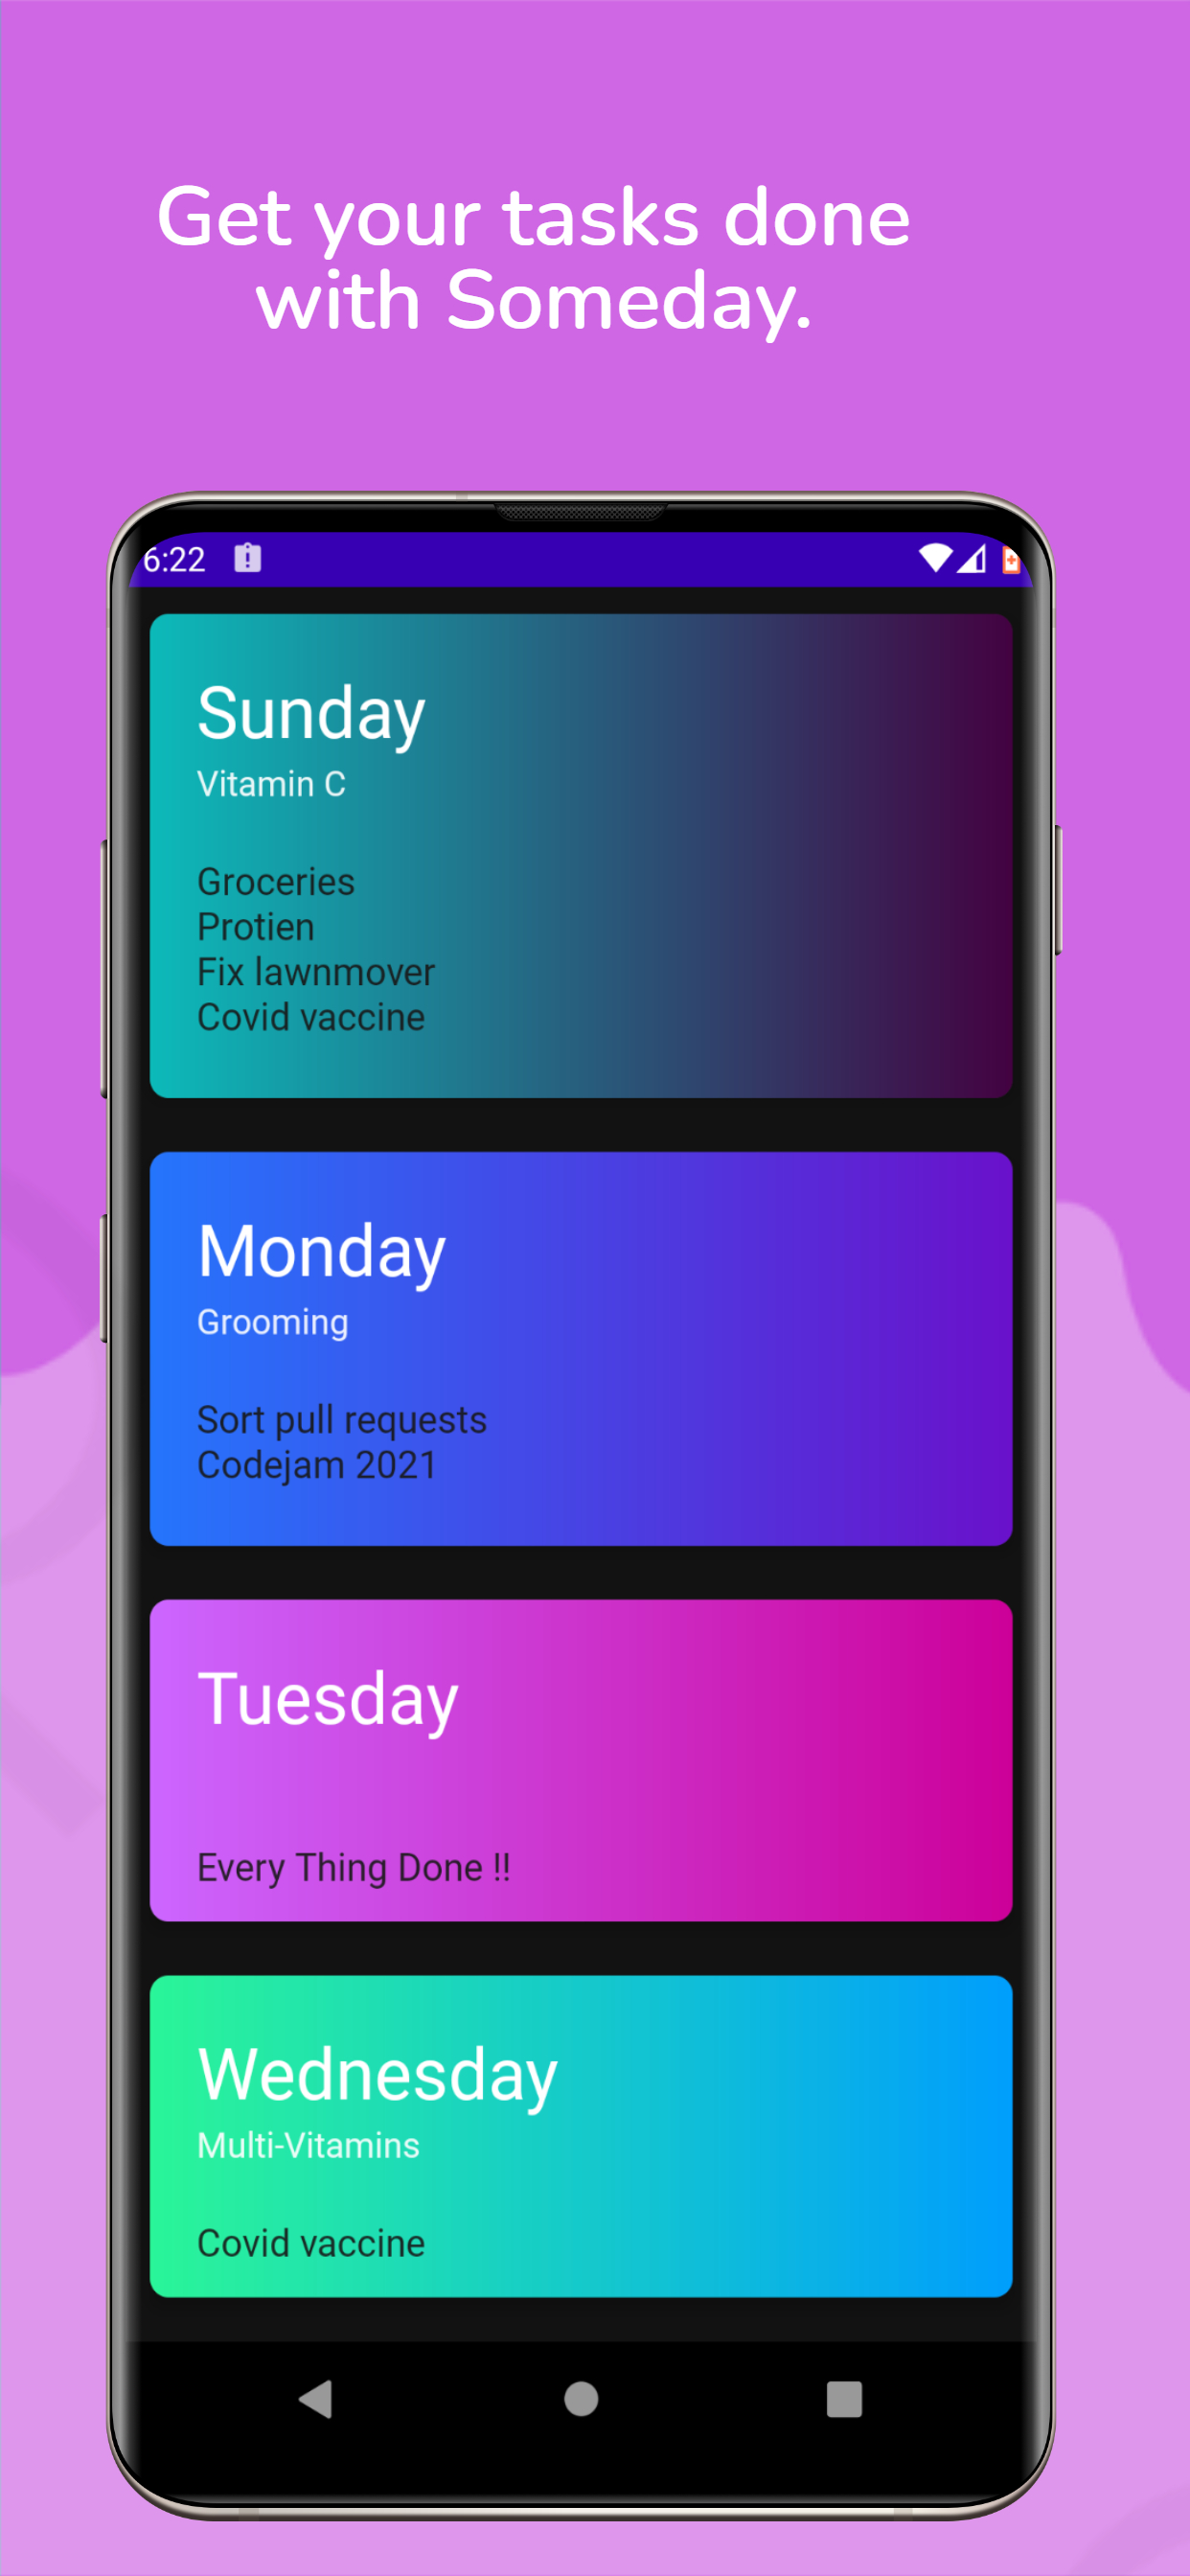 Get your tasks done
with Someday.
6:22
Sunday
Vitamin C
Groceries
Protien
Fix lawnmover
Covid vaccine
Monday
Grooming
Sort pull requests
Codejam 2021
Tuesday
Every Thing Done !!
Wednesday
Multi-Vitamins
Covid vaccine